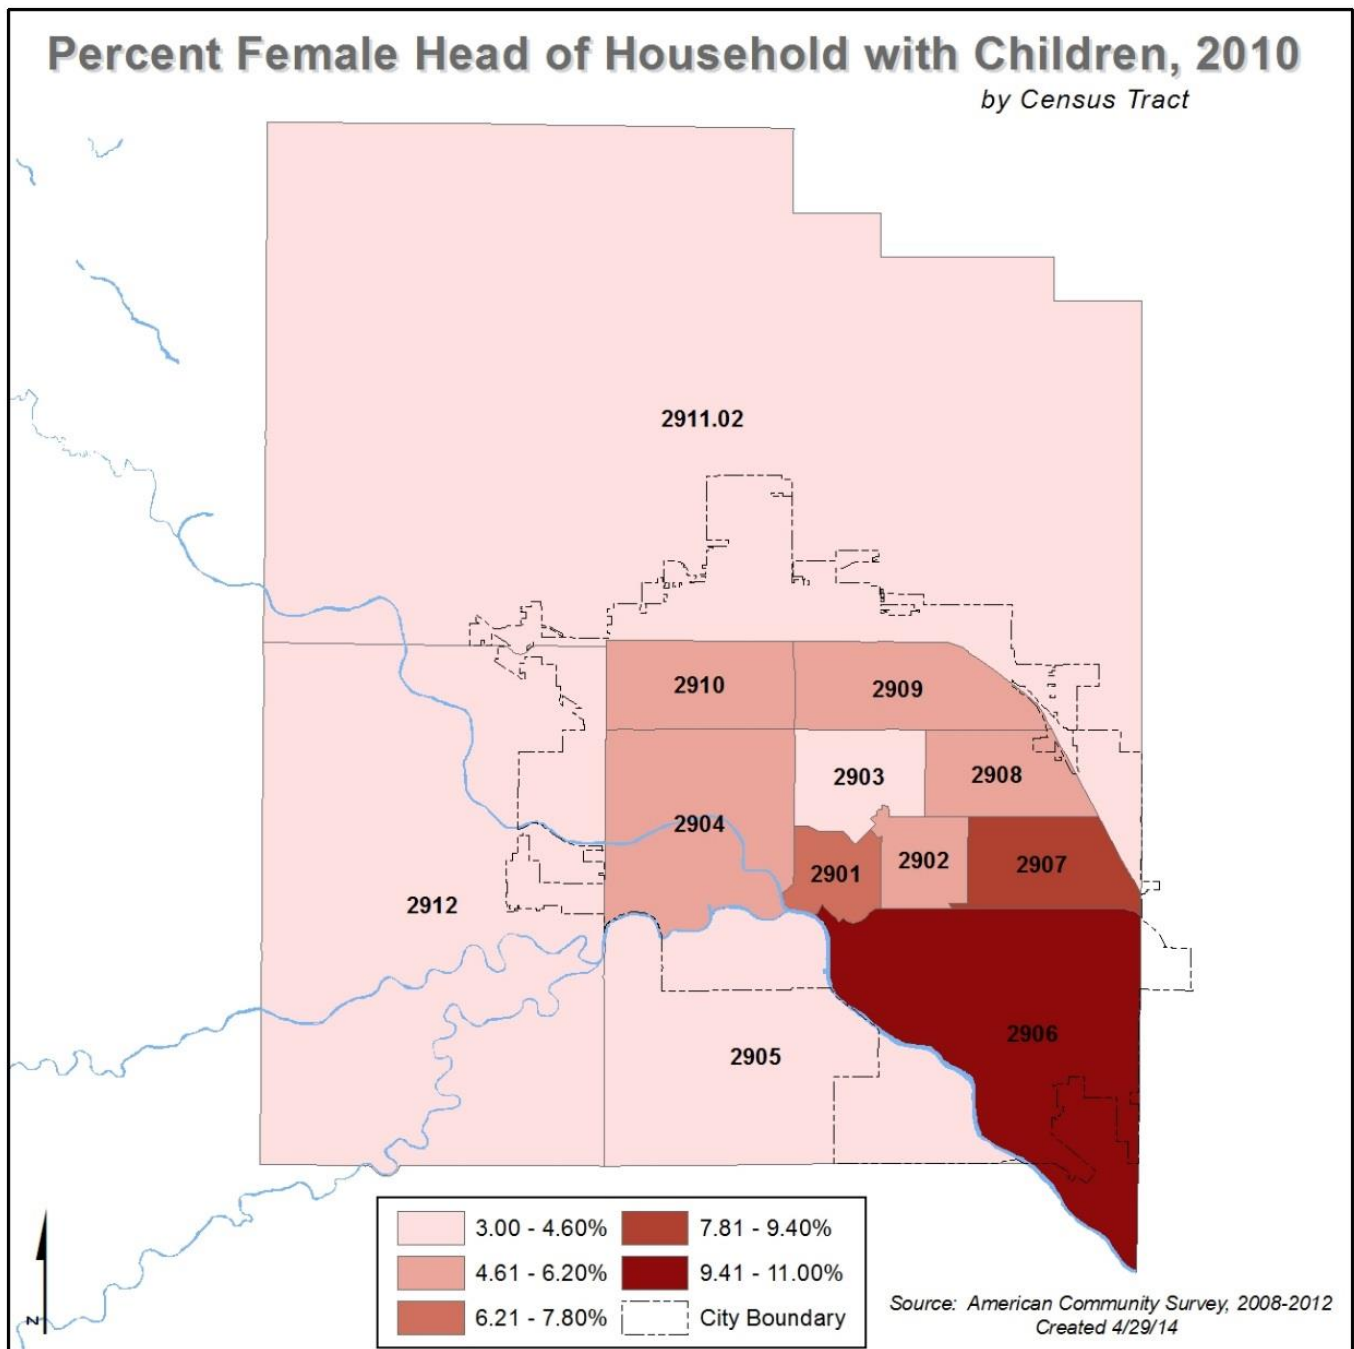 Percent Female Head of Household with Children, 2010
by Census Tract
2911.02
2910
2909
2903
2908
2904
2902
2907
2901
2912
2906
2905
3.00 - 4.60%
7.81 - 9.40%
4.61 - 6.20%
9.41 - 11.00%
6.21 - 7.80%
City Boundary
Source: American Community Survey, 2008-2012
Created 4/29/14
N